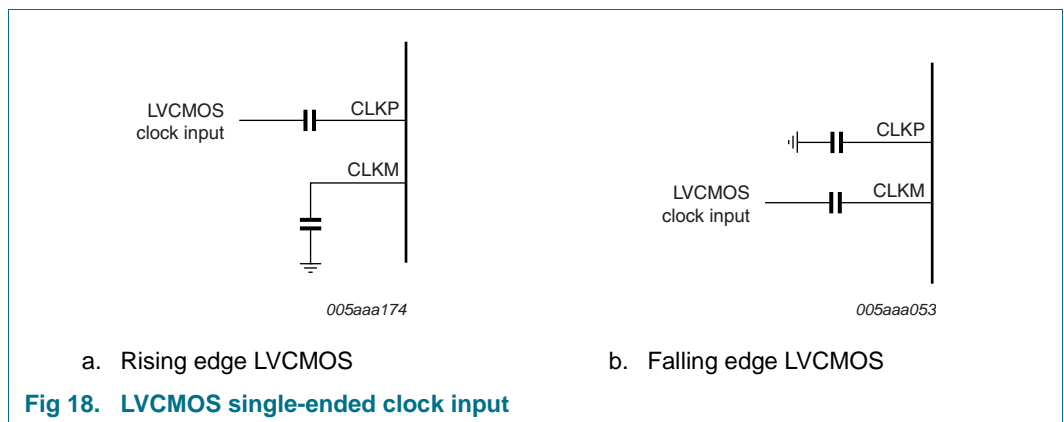 LVCMOS
clock input
CLKP
CLKM
005aaa174
CLKP
LVCMOS
clock input
CLKM
005aaa053
a. Rising edge LVCMOS
b. Falling edge LVCMOS
Fig 18. LVCMOS single-ended clock input